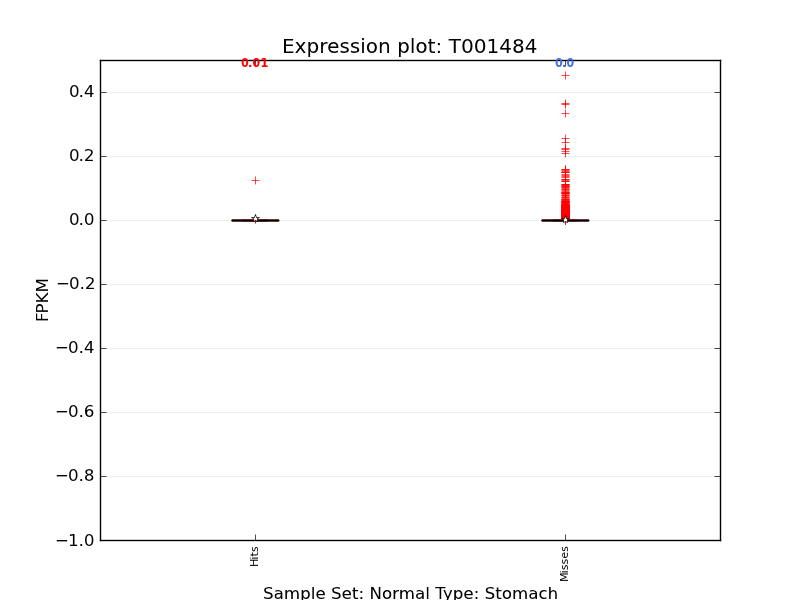 Expression plot: T001484
0.01
0.0
0.4
0.2
0.0
−0.2
−0.4
−0.6
−0.8
−1.0
FPKM
Hits
Misses
Sample Set: Normal Type: Stomach